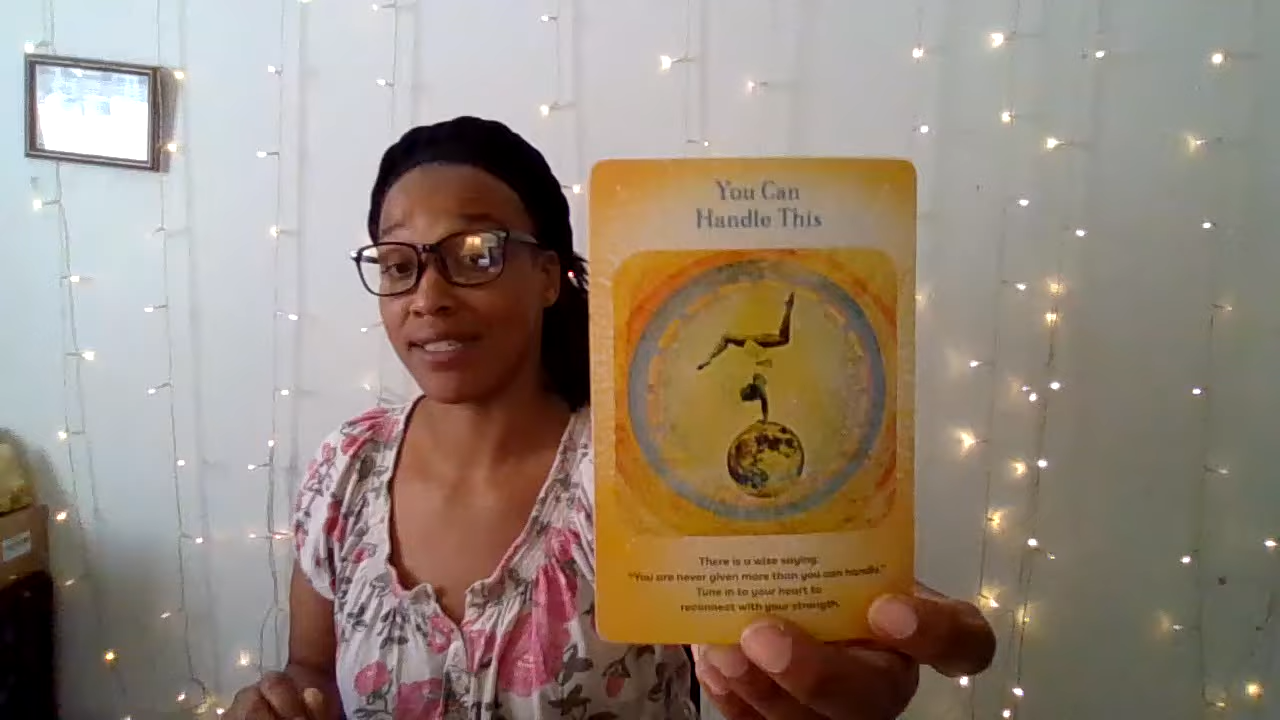 You Can
Handle This
There is a wise saying:
"You are never given more than you can handle."
Tune in to your heart to
reconnect with your strength.